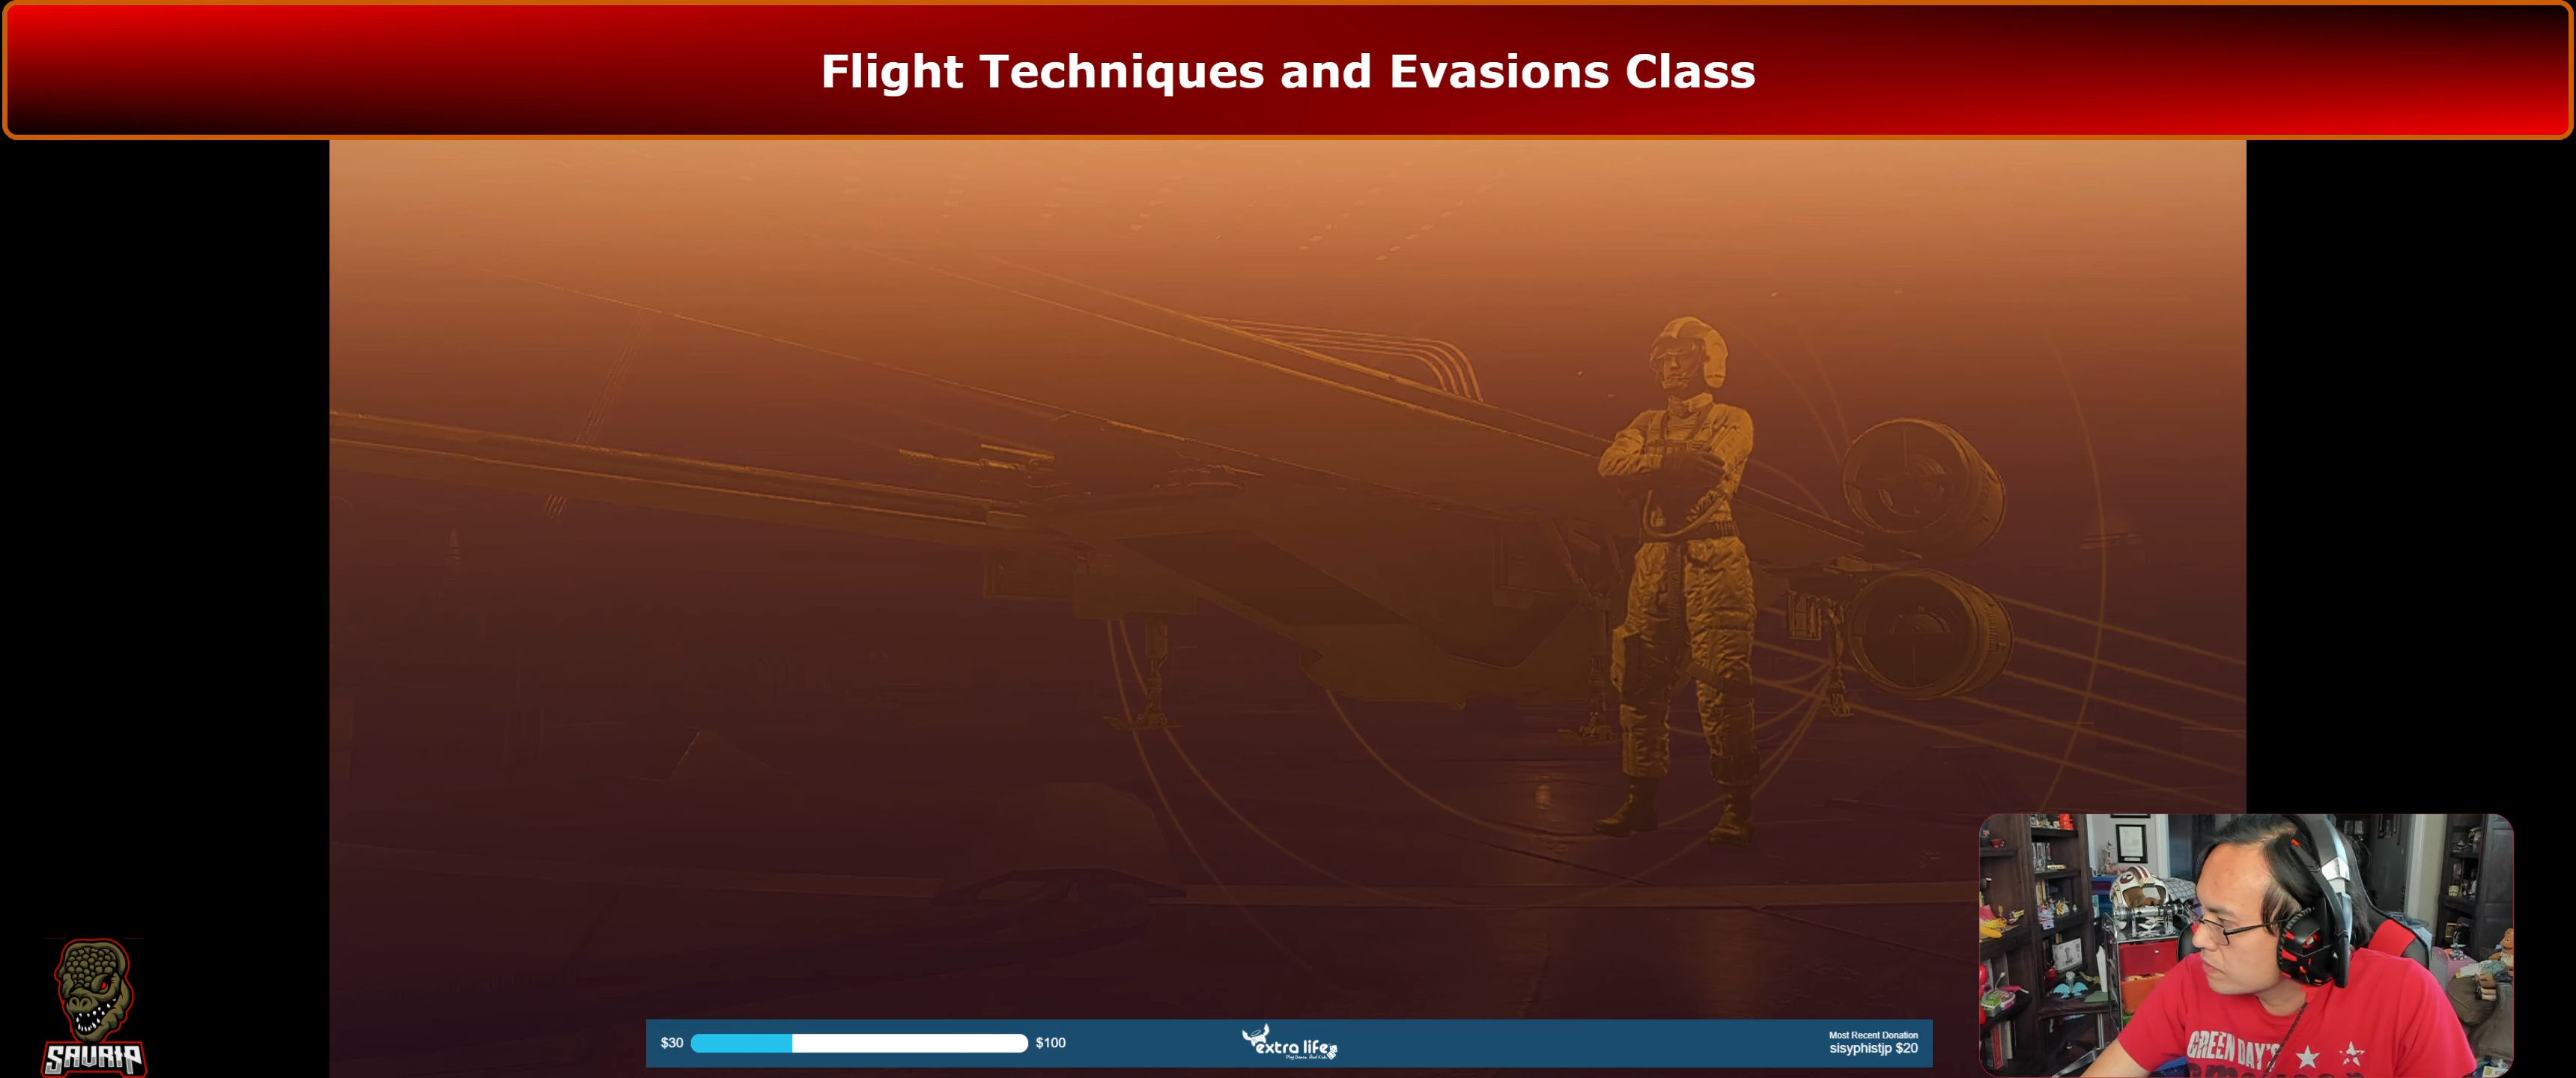 Flight Techniques and Evasions Class
$30
$100
extra life
Most Recent Donation
sisyphistjp $20
SAURIP
GREEN DAY'S